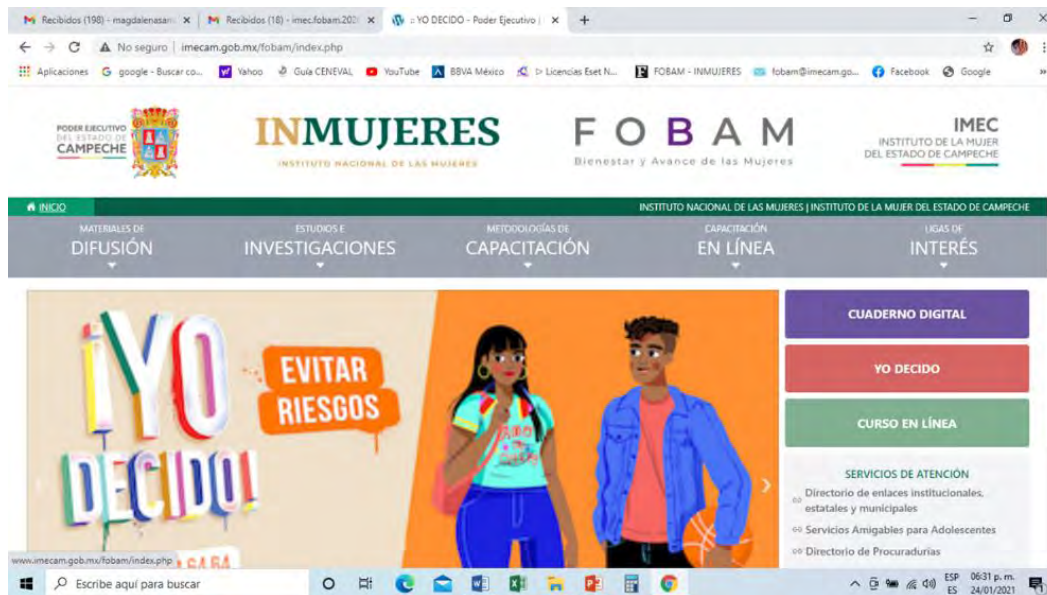 Recibidos (198) - magdalenasan
Recibidos (18) - imec.fobam.202
:: YO DECIDO - Poder Ejecutivo |
No seguro | imecam.gob.mx/fobam/index.php
Aplicaciones
google - Buscar co...
Yahoo
Guía CENEVAL
YouTube
BBVA México
▷ Licencias Eset N...
FOBAM - INMUJERES
fobam@imecam.go...
Facebook
Google
PODER EJECUTIVO
DEL ESTADO DE
CAMPECHE
INMUJERES
INSTITUTO NACIONAL DE LAS MUJERES
FOBAM
Bienestar y Avance de las Mujeres
IMEC
INSTITUTO DE LA MUJER
DEL ESTADO DE CAMPECHE
INICIO
INSTITUTO NACIONAL DE LAS MUJERES | INSTITUTO DE LA MUJER DEL ESTADO DE CAMPECHE
MATERIALES DE
DIFUSIÓN
ESTUDIOS E
INVESTIGACIONES
METODOLOGÍAS DE
CAPACITACIÓN
CAPACITACIÓN
EN LÍNEA
LIGAS DE
INTERÉS
¡YO
DECIDO!
EVITAR
RIESGOS
CUADERNO DIGITAL
YO DECIDO
CURSO EN LÍNEA
SERVICIOS DE ATENCIÓN
Directorio de enlaces institucionales,
estatales y municipales
Servicios Amigables para Adolescentes
Directorio de Procuradurías
www.imecam.gob.mx/fobam/index.php
Escribe aquí para buscar
ESP
ES
06:31 p. m.
24/01/2021